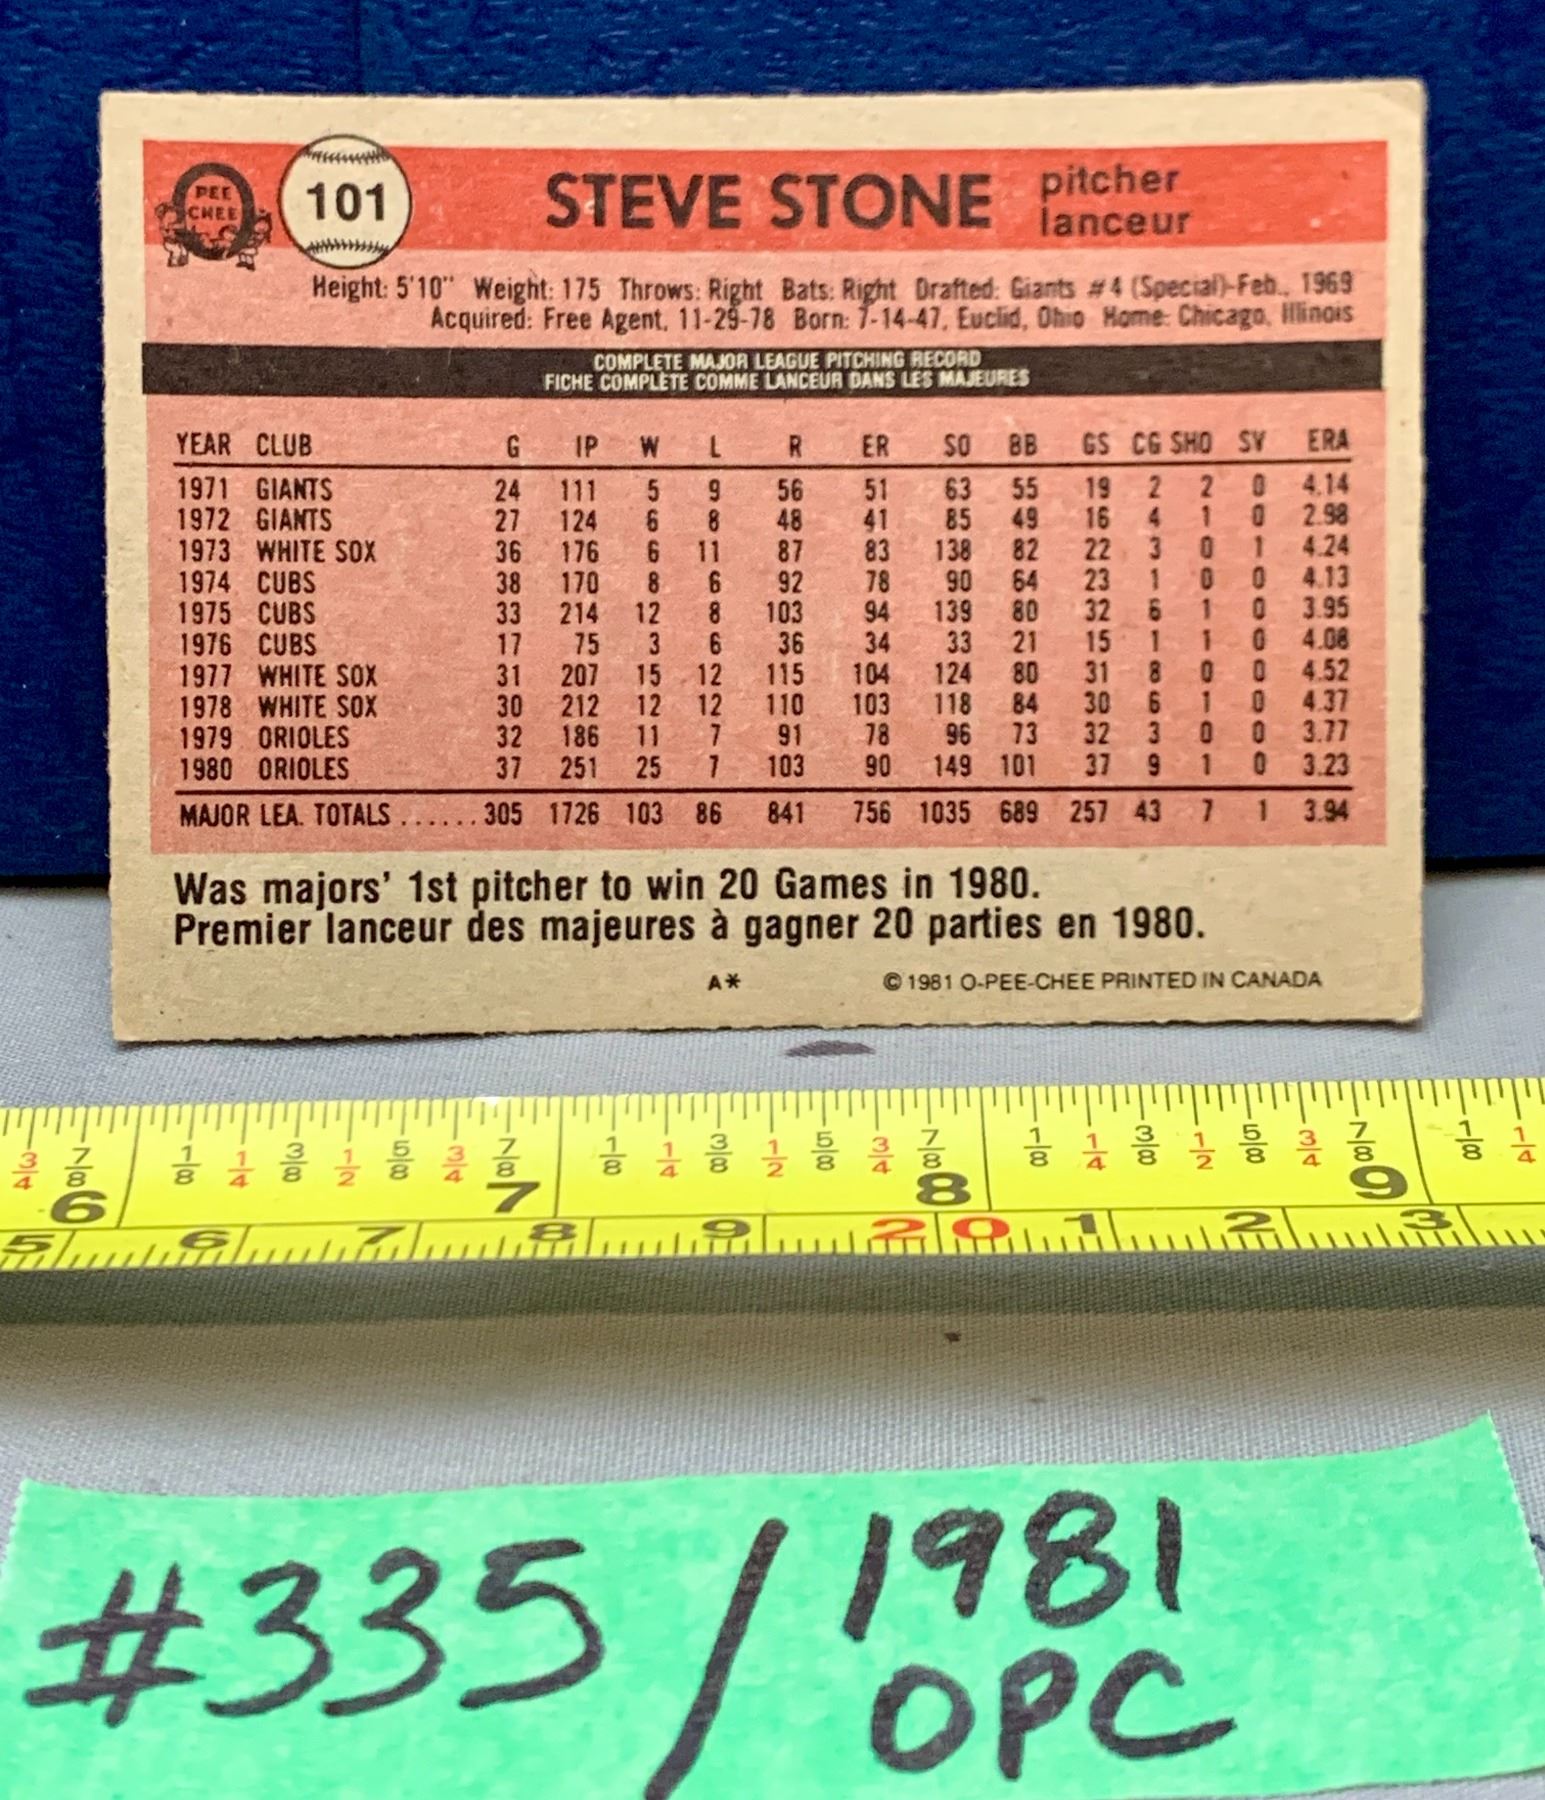 PEE
CHEE
101
STEVE STONE pitcher
lanceur
Height: 5'10" Weight: 175 Throws: Right Bats: Right Drafted: Giants #4 (Special)-Feb., 1969
Acquired: Free Agent, 11-29-78 Born: 7-14-47, Euclid, Ohio Home: Chicago, Illinois
COMPLETE MAJOR LEAGUE PITCHING RECORD
FICHE COMPLÈTE COMME LANCEUR DANS LES MAJEURES
YEAR CLUB G IP W L R ER SO BB GS CG SHO SV ERA
1971 GIANTS 24 111 5 9 56 51 63 55 19 2 2 0 4.14
1972 GIANTS 27 124 6 8 48 41 85 49 16 4 1 0 2.98
1973 WHITE SOX 36 176 6 11 87 83 138 82 22 3 0 1 4.24
1974 CUBS 38 170 8 6 92 78 90 64 23 1 0 0 4.13
1975 CUBS 33 214 12 8 103 94 139 80 32 6 1 0 3.95
1976 CUBS 17 75 3 6 36 34 33 21 15 1 1 0 4.08
1977 WHITE SOX 31 207 15 12 115 104 124 80 31 8 0 0 4.52
1978 WHITE SOX 30 212 12 12 110 103 118 84 30 6 1 0 4.37
1979 ORIOLES 32 186 11 7 91 78 96 73 32 3 0 0 3.77
1980 ORIOLES 37 251 25 7 103 90 149 101 37 9 1 0 3.23
MAJOR LEA. TOTALS ...... 305 1726 103 86 841 756 1035 689 257 43 7 1 3.94
Was majors' 1st pitcher to win 20 Games in 1980.
Premier lanceur des majeures à gagner 20 parties en 1980.
A* © 1981 O-PEE-CHEE PRINTED IN CANADA
3/4 7/8 1/8 1/4 3/8 1/2 5/8 3/4 7/8 1/8 1/4 3/8 1/2 5/8 3/4 7/8 1/8 1/4 3/8 1/2 5/8 3/4 7/8 1/8 1/4
6 7 8 9
5 6 7 8 9 20 1 2 3
#335 / 1981
OPC